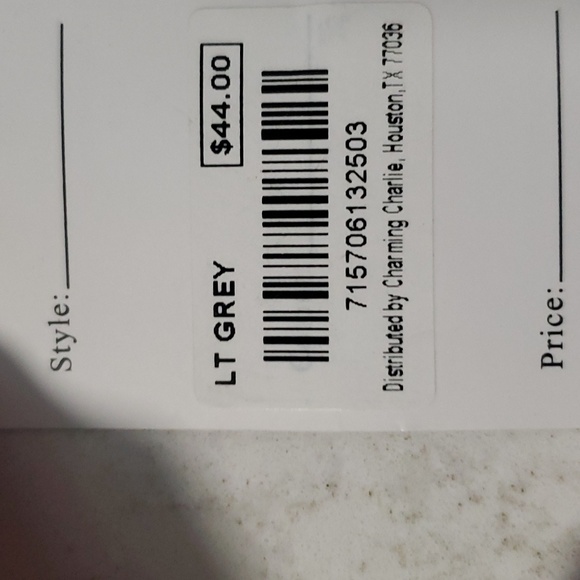 Style:
LT GREY $44.00
715706132503
Distributed by Charming Charlie, Houston,TX 77036
Price: